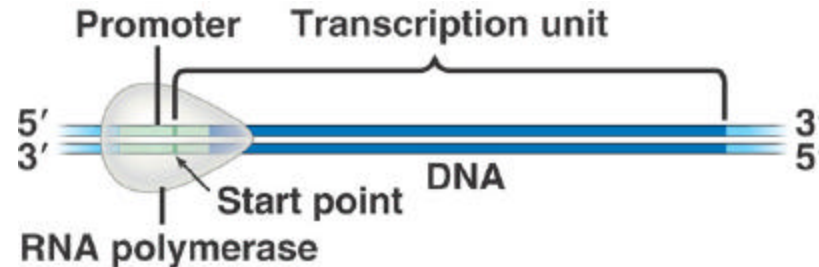 Promoter Transcription unit
5′ 3
3′ 5
DNA
Start point
RNA polymerase